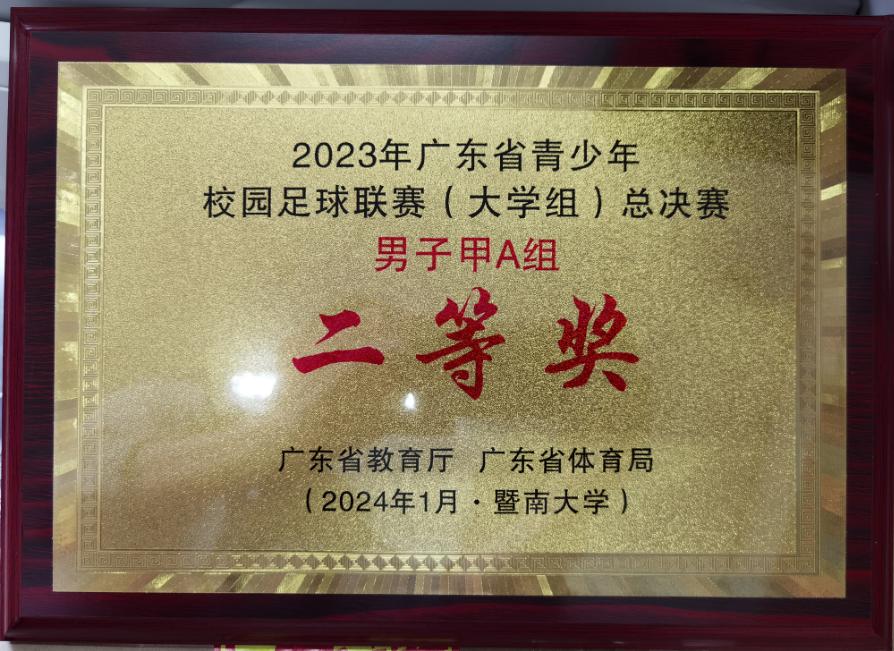 2023年广东省青少年
校园足球联赛（大学组）总决赛
男子甲A组
二等奖
广东省教育厅 广东省体育局
（2024年1月·暨南大学）